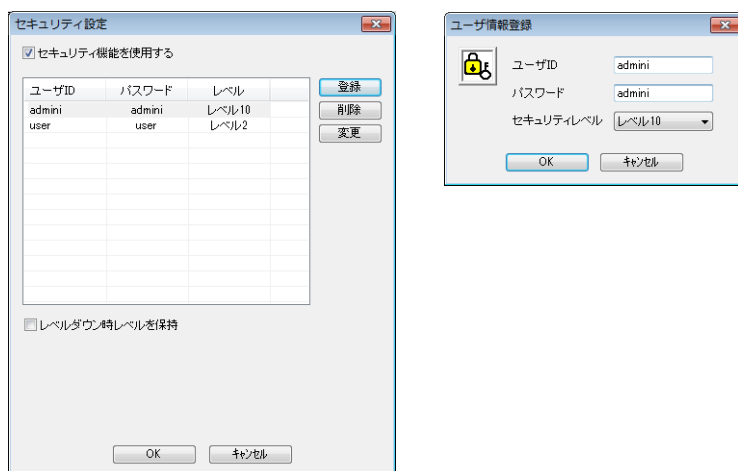 セキュリティ設定
セキュリティ機能を使用する
ユーザID パスワード レベル
admini admini レベル10
user user レベル2
登録
削除
変更
レベルダウン時レベルを保持
OK キャンセル
ユーザ情報登録
ユーザID admini
パスワード admini
セキュリティレベル レベル10
OK キャンセル